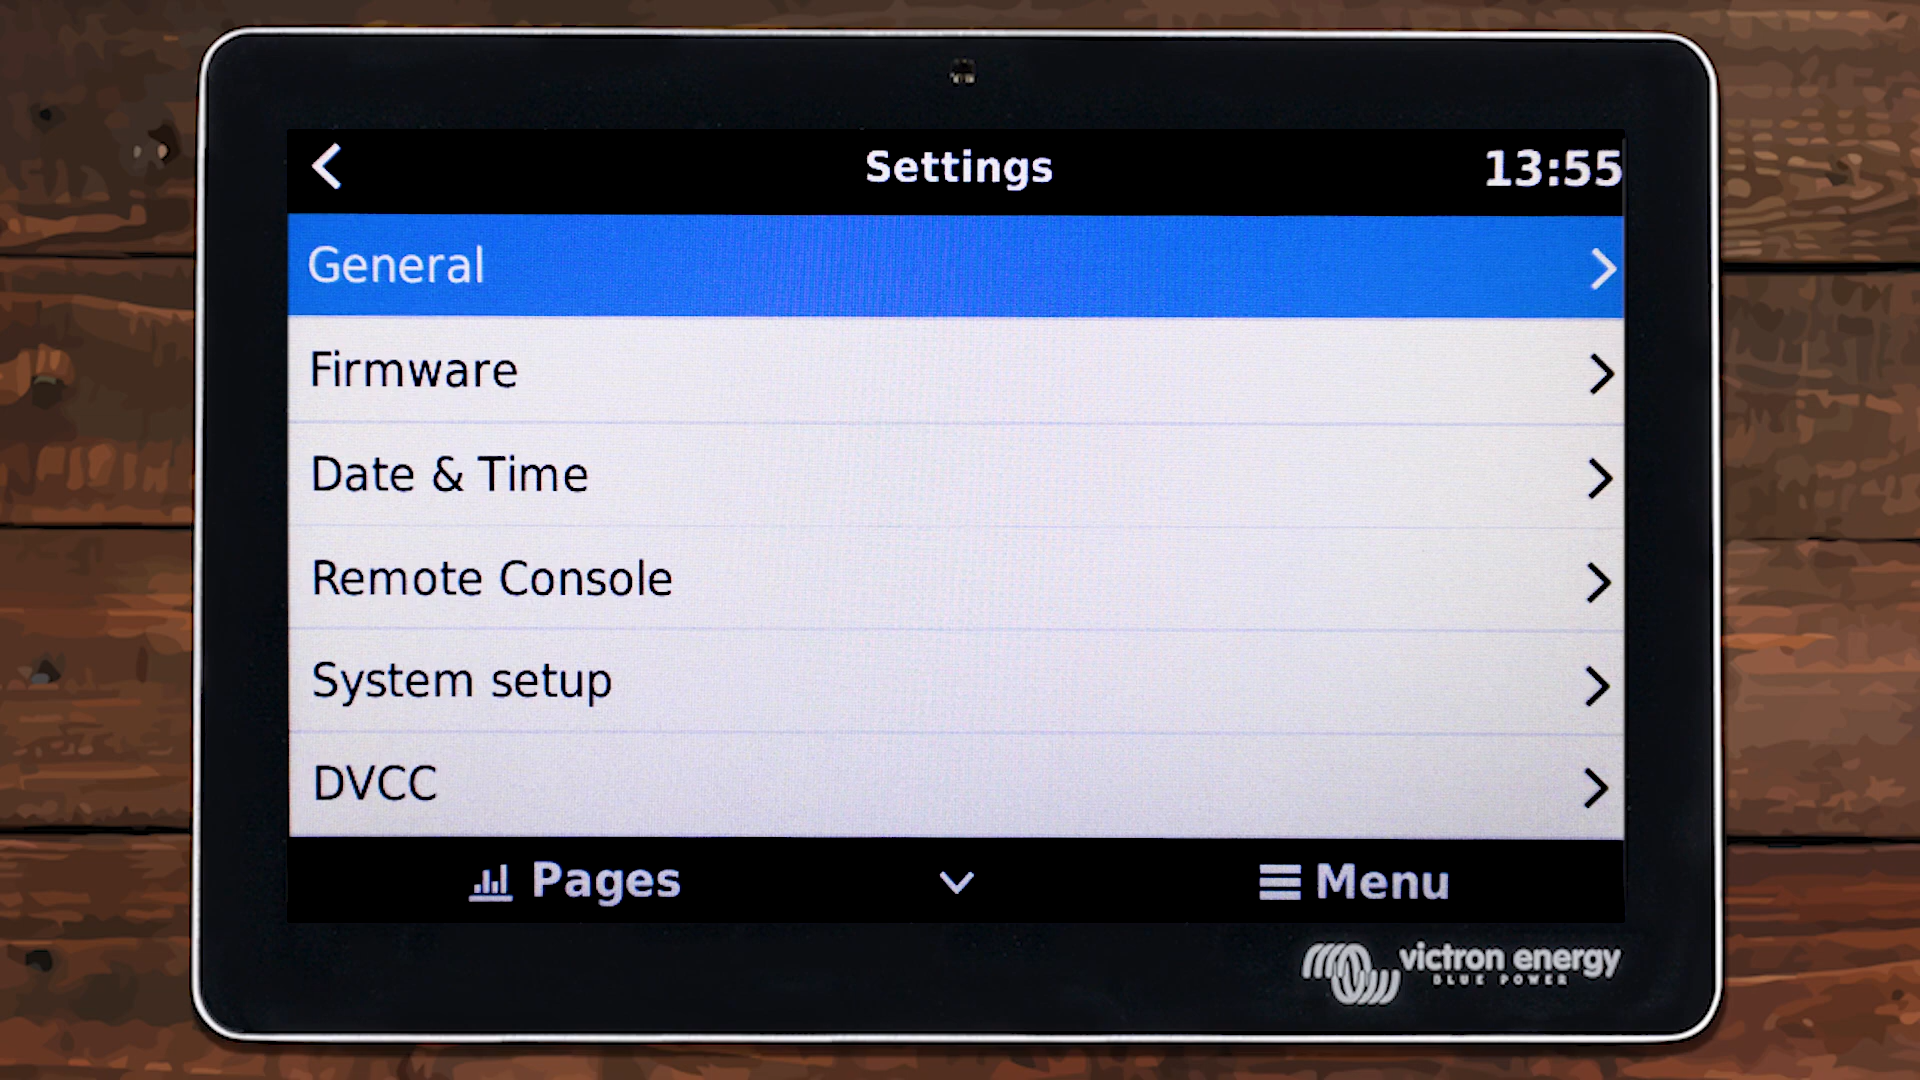 Settings
13:55
General
Firmware
Date & Time
Remote Console
System setup
DVCC
Pages
Menu
victron energy
BLUE POWER